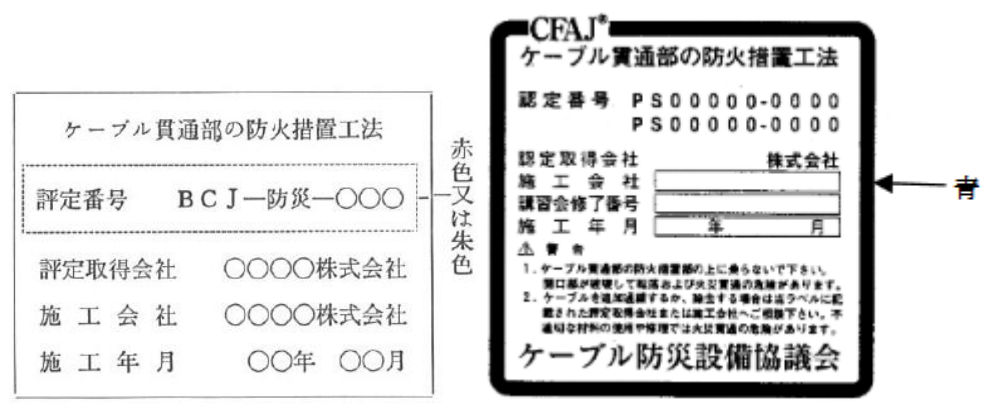 ケーブル貫通部の防火措置工法
評定番号 BCJ―防災―○○○
評定取得会社 ○○○○株式会社
施工会社 ○○○○株式会社
施工年月 ○○年 ○○月
赤色又は朱色
CFAJ®
ケーブル貫通部の防火措置工法
認定番号 PS00000-0000
PS00000-0000
認定取得会社 株式会社
施工会社
講習会修了番号
施工年月 年 月
⚠ 警告
1．ケーブル貫通部の防火措置部の上に乗らないで下さい。
開口部が破壊して転落および火災貫通の危険があります。
2．ケーブルを追加通線するか、除去する場合は当ラベルに記
載された評定取得会社または施工会社へご相談下さい。不
適切な材料の使用や修理では火災貫通の危険があります。
ケーブル防災設備協議会
青